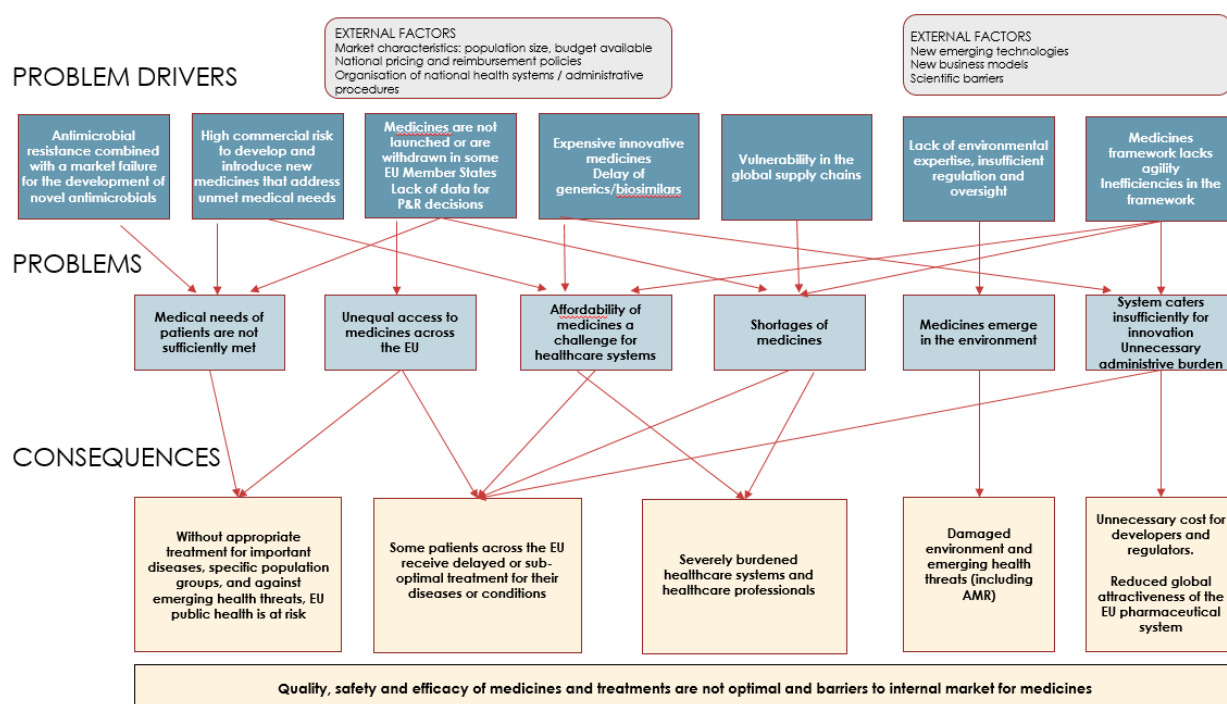 EXTERNAL FACTORS
Market characteristics: population size, budget available
National pricing and reimbursement policies
Organisation of national health systems / administrative
procedures
EXTERNAL FACTORS
New emerging technologies
New business models
Scientific barriers
PROBLEM DRIVERS
Antimicrobial
resistance combined
with a market failure
for the development of
novel antimicrobials
High commercial risk
to develop and
introduce new
medicines that address
unmet medical needs
Medicines are not
launched or are
withdrawn in some
EU Member States
Lack of data for
P&R decisions
Expensive innovative
medicines
Delay of
generics/biosimilars
Vulnerability in the
global supply chains
Lack of environmental
expertise, insufficient
regulation and
oversight
Medicines
framework lacks
agility
Inefficiencies in the
framework
PROBLEMS
Medical needs of
patients are not
sufficiently met
Unequal access to
medicines across
the EU
Affordability of
medicines a
challenge for
healthcare systems
Shortages of
medicines
Medicines emerge
in the environment
System caters
insufficiently for
innovation
Unnecessary
administrive burden
CONSEQUENCES
Without appropriate
treatment for important
diseases, specific population
groups, and against
emerging health threats, EU
public health is at risk
Some patients across the EU
receive delayed or sub-
optimal treatment for their
diseases or conditions
Severely burdened
healthcare systems and
healthcare professionals
Damaged
environment and
emerging health
threats (including
AMR)
Unnecessary cost for
developers and
regulators.
Reduced global
attractiveness of the
EU pharmaceutical
system
Quality, safety and efficacy of medicines and treatments are not optimal and barriers to internal market for medicines